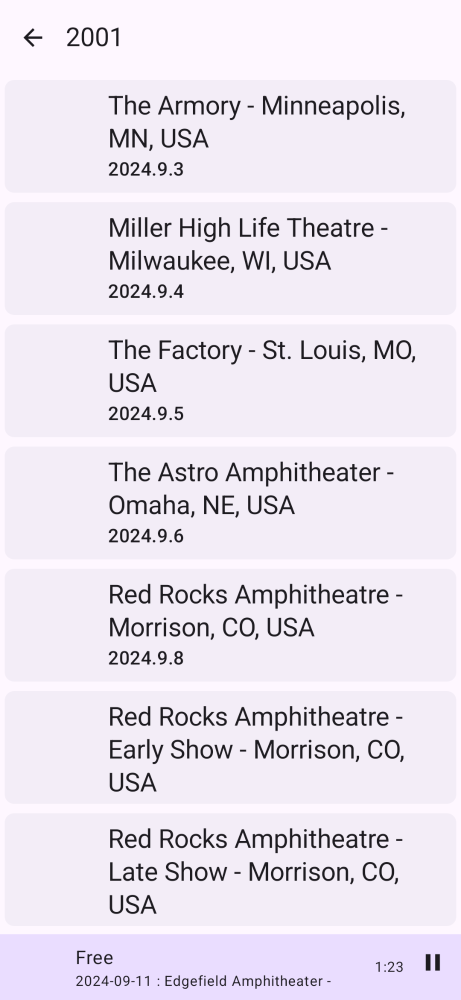 2001
The Armory - Minneapolis,
MN, USA
2024.9.3
Miller High Life Theatre -
Milwaukee, WI, USA
2024.9.4
The Factory - St. Louis, MO,
USA
2024.9.5
The Astro Amphitheater -
Omaha, NE, USA
2024.9.6
Red Rocks Amphitheatre -
Morrison, CO, USA
2024.9.8
Red Rocks Amphitheatre -
Early Show - Morrison, CO,
USA
Red Rocks Amphitheatre -
Late Show - Morrison, CO,
USA
Free
2024-09-11 : Edgefield Amphitheater -
1:23